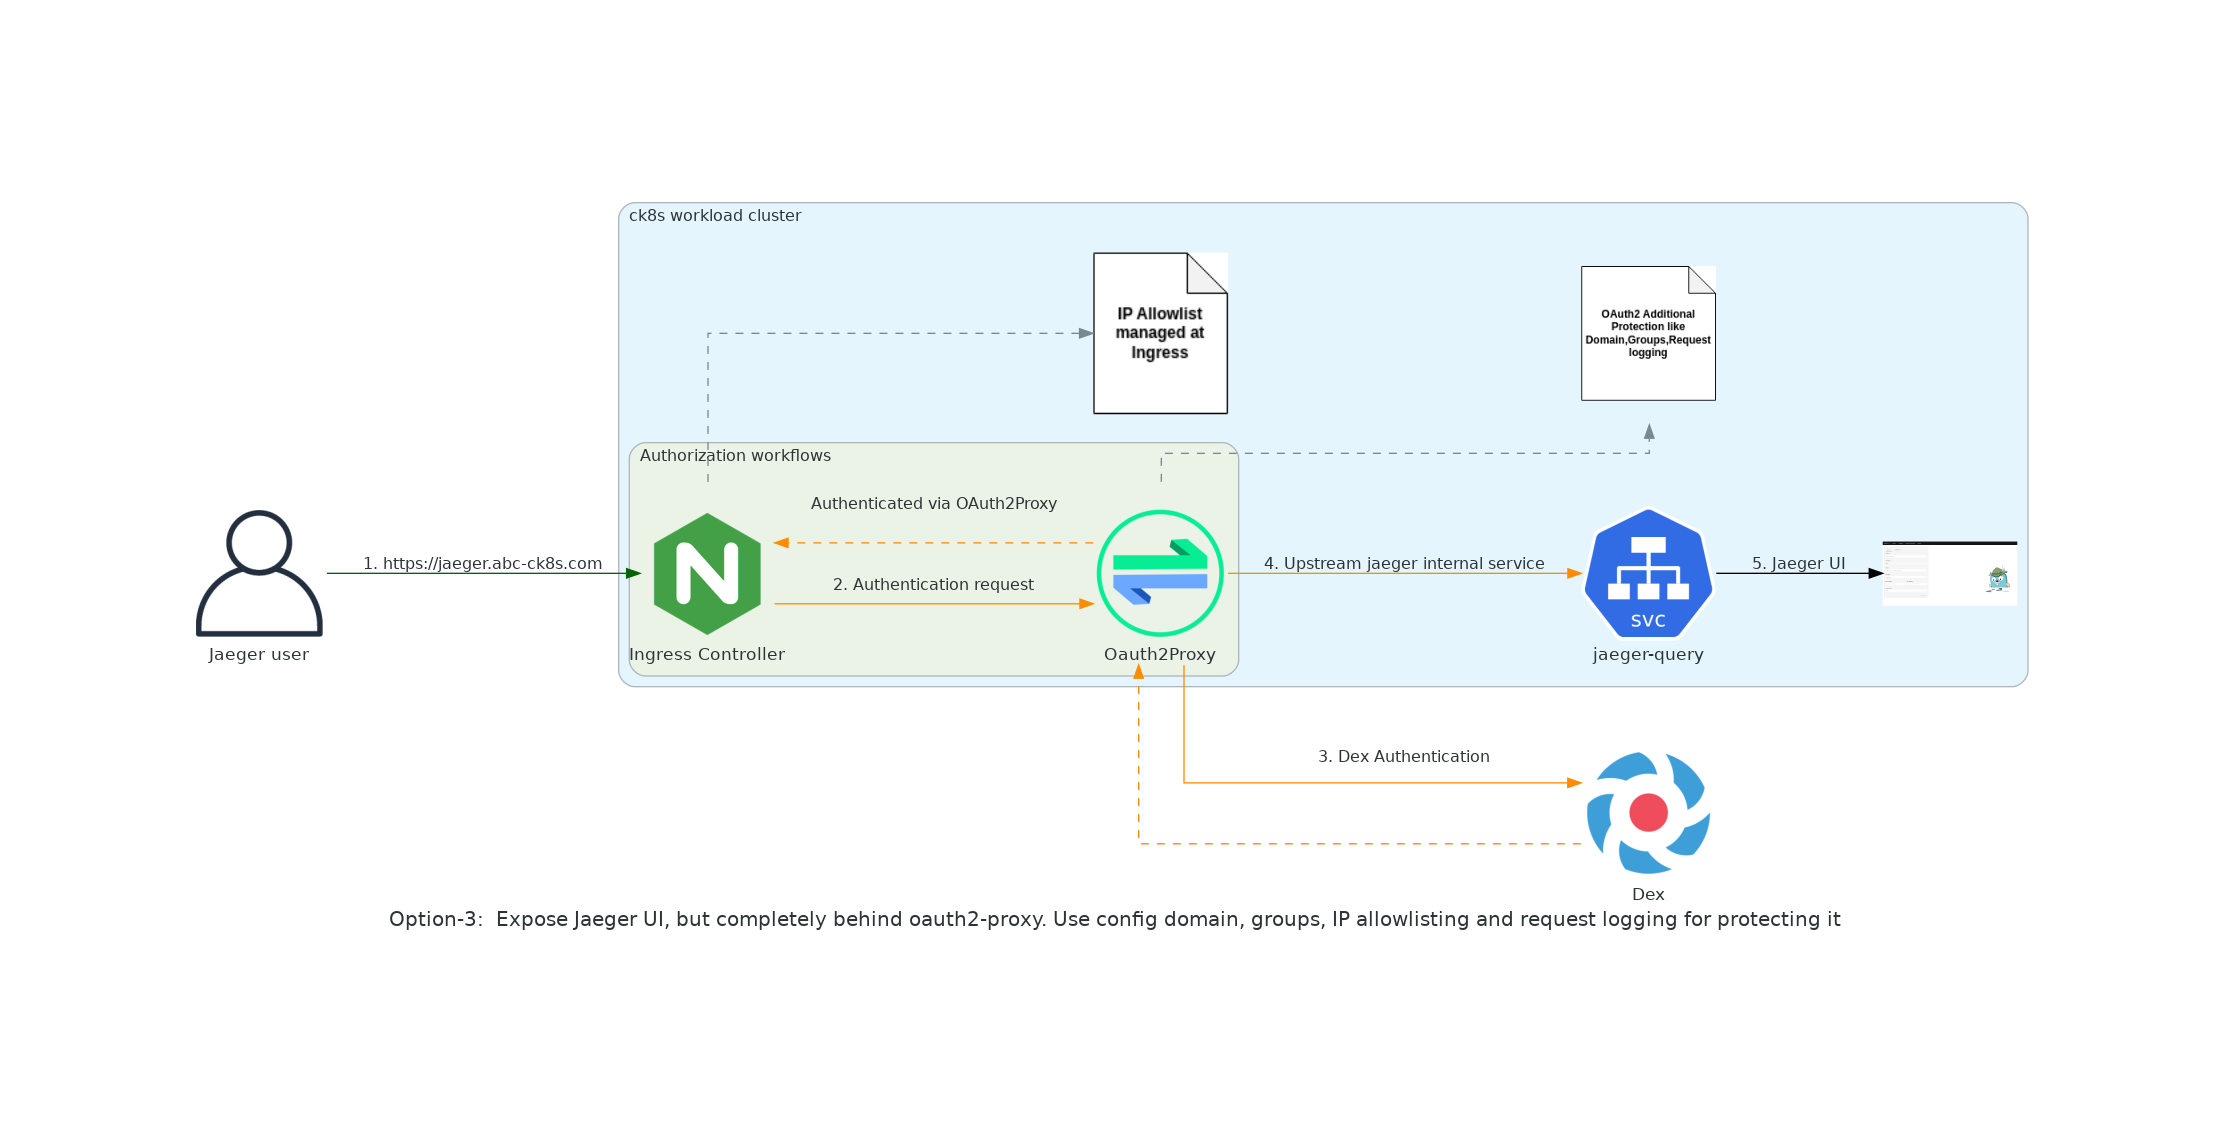 ck8s workload cluster
IP Allowlist
managed at
Ingress
OAuth2 Additional
Protection like
Domain,Groups,Request
logging
Authorization workflows
Authenticated via OAuth2Proxy
1. https://jaeger.abc-ck8s.com
2. Authentication request
4. Upstream jaeger internal service
5. Jaeger UI
svc
Jaeger user
Ingress Controller
Oauth2Proxy
jaeger-query
3. Dex Authentication
Dex
Option-3:  Expose Jaeger UI, but completely behind oauth2-proxy. Use config domain, groups, IP allowlisting and request logging for protecting it